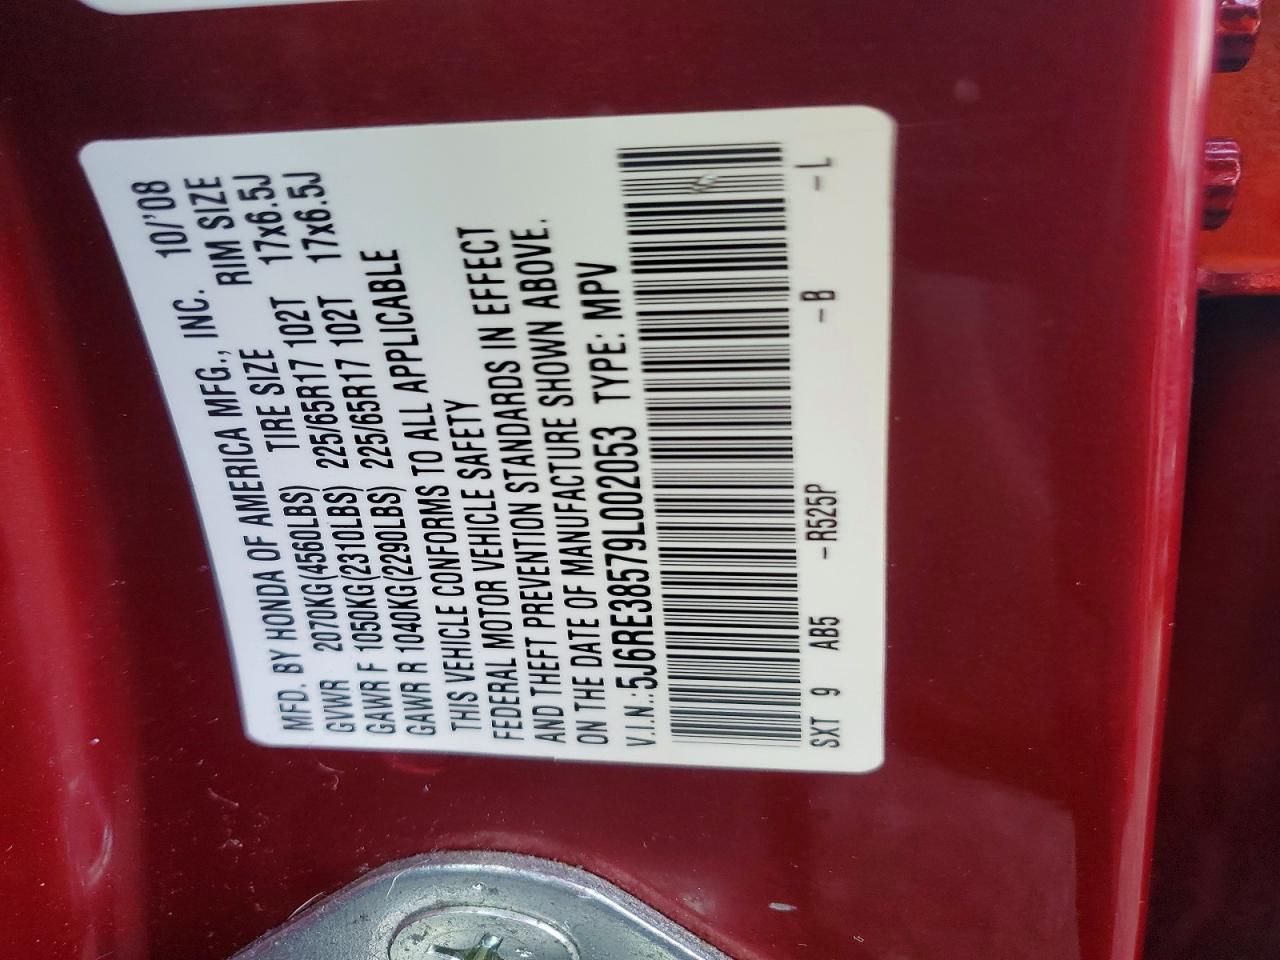 MFD. BY HONDA OF AMERICA MFG., INC. 10/'08
TIRE SIZE RIM SIZE
GVWR 2070KG(4560LBS)
GAWR F 1050KG(2310LBS) 225/65R17 102T 17x6.5J
GAWR R 1040KG(2290LBS) 225/65R17 102T 17x6.5J
THIS VEHICLE CONFORMS TO ALL APPLICABLE
FEDERAL MOTOR VEHICLE SAFETY
AND THEFT PREVENTION STANDARDS IN EFFECT
ON THE DATE OF MANUFACTURE SHOWN ABOVE.
V.I.N.:5J6RE38579L002053 TYPE: MPV
SXT 9 AB5 -R525P -B -L